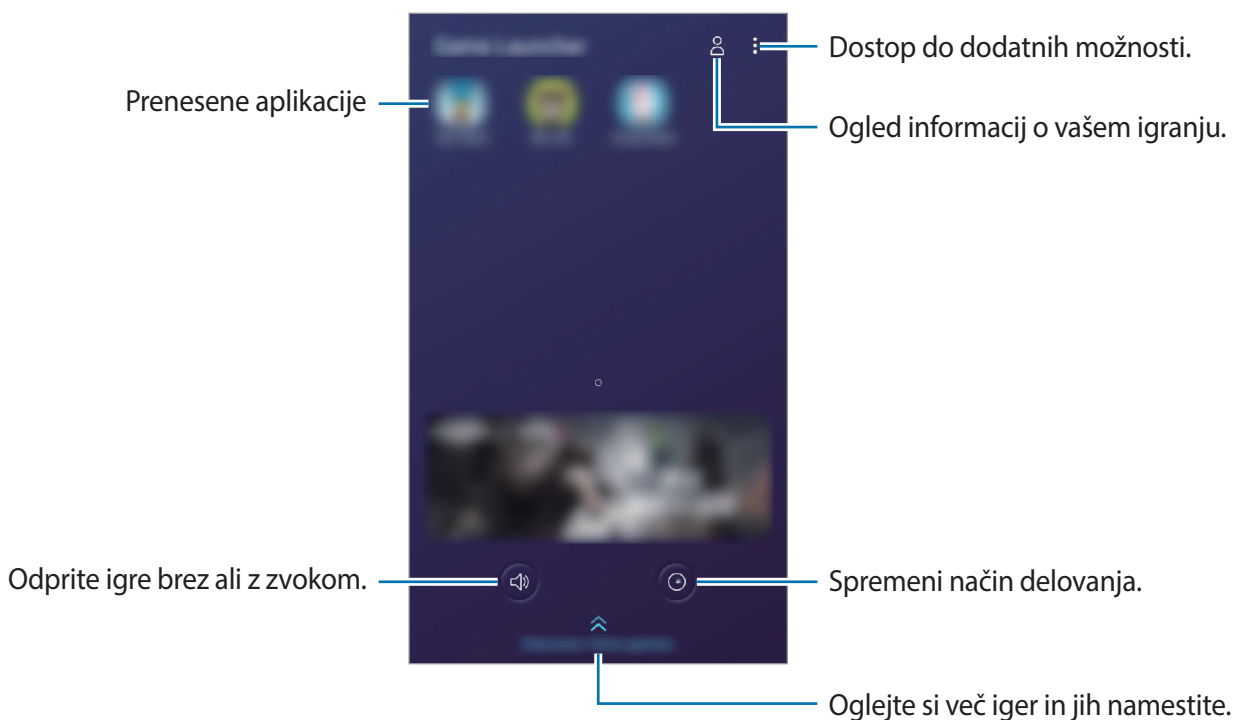 Game Launcher
Dostop do dodatnih možnosti.
Prenesene aplikacije
Ogled informacij o vašem igranju.
Odprite igre brez ali z zvokom.
Spremeni način delovanja.
Oglejte si več iger in jih namestite.